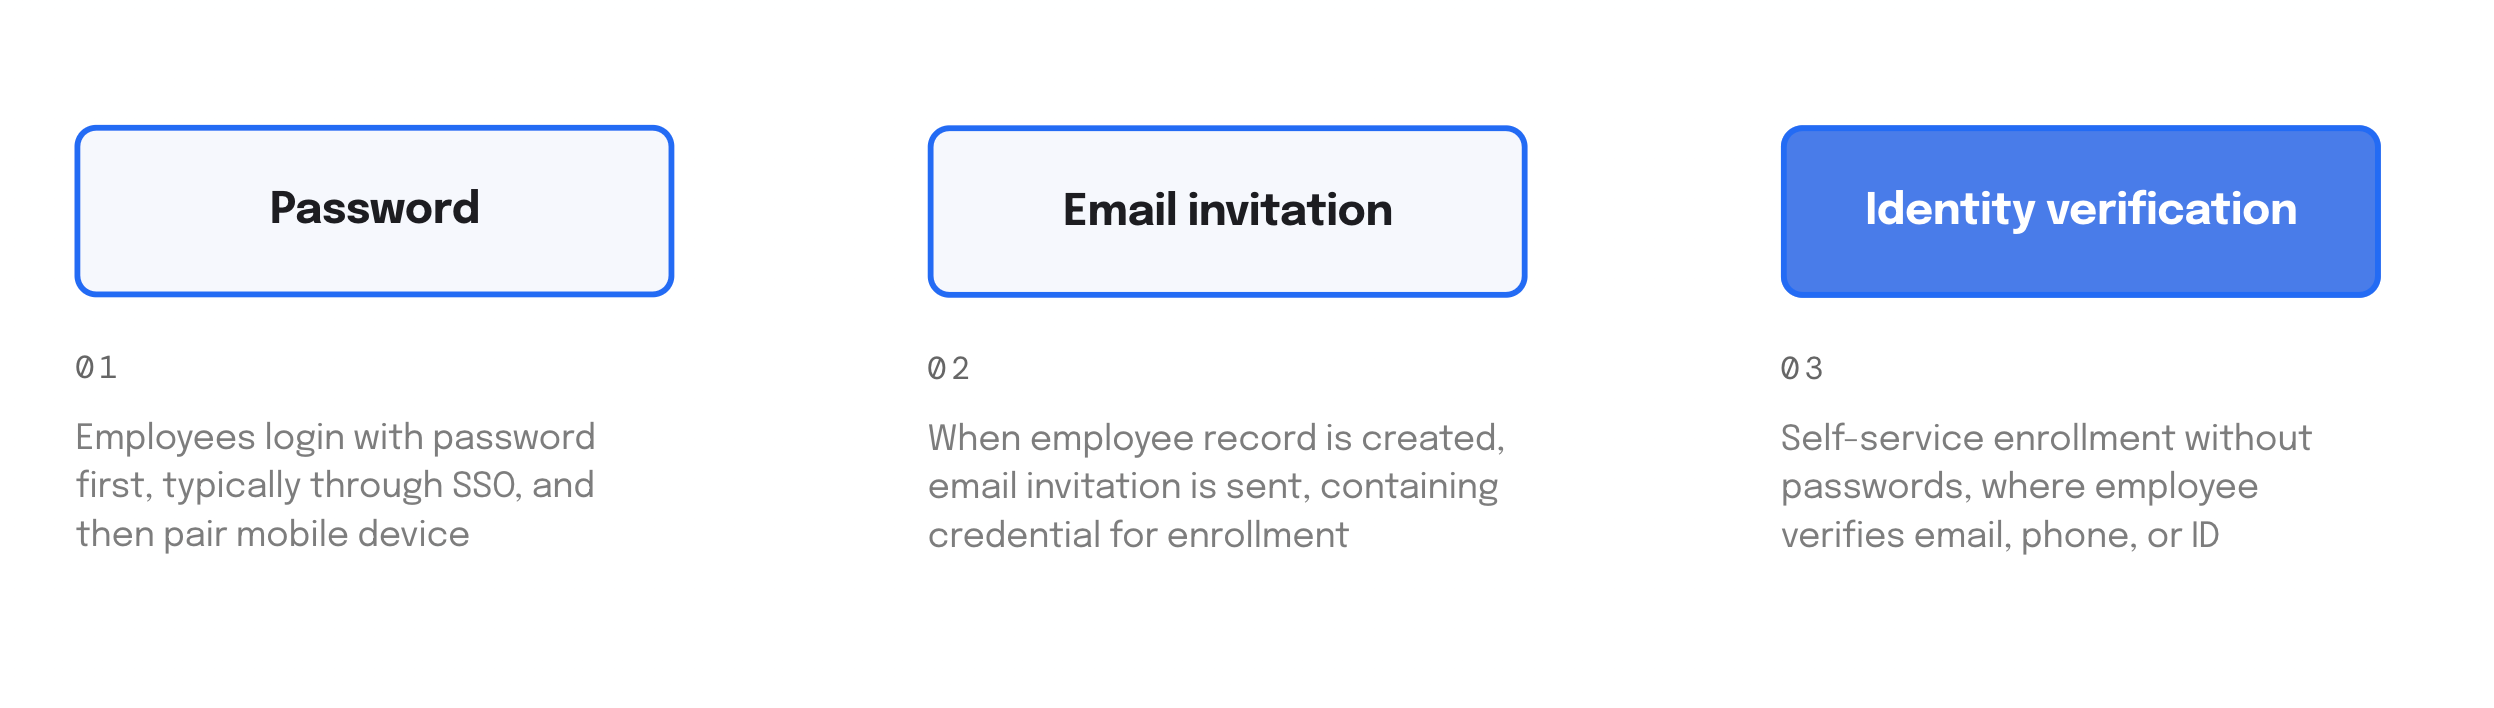 Password
01
Employees login with password
first, typically through SSO, and
then pair mobile device
Email invitation
02
When employee record is created,
email invitation is sent, containing
credential for enrollment
Identity verification
03
Self-service enrollment without
passwords, where employee
verifies email, phone, or ID